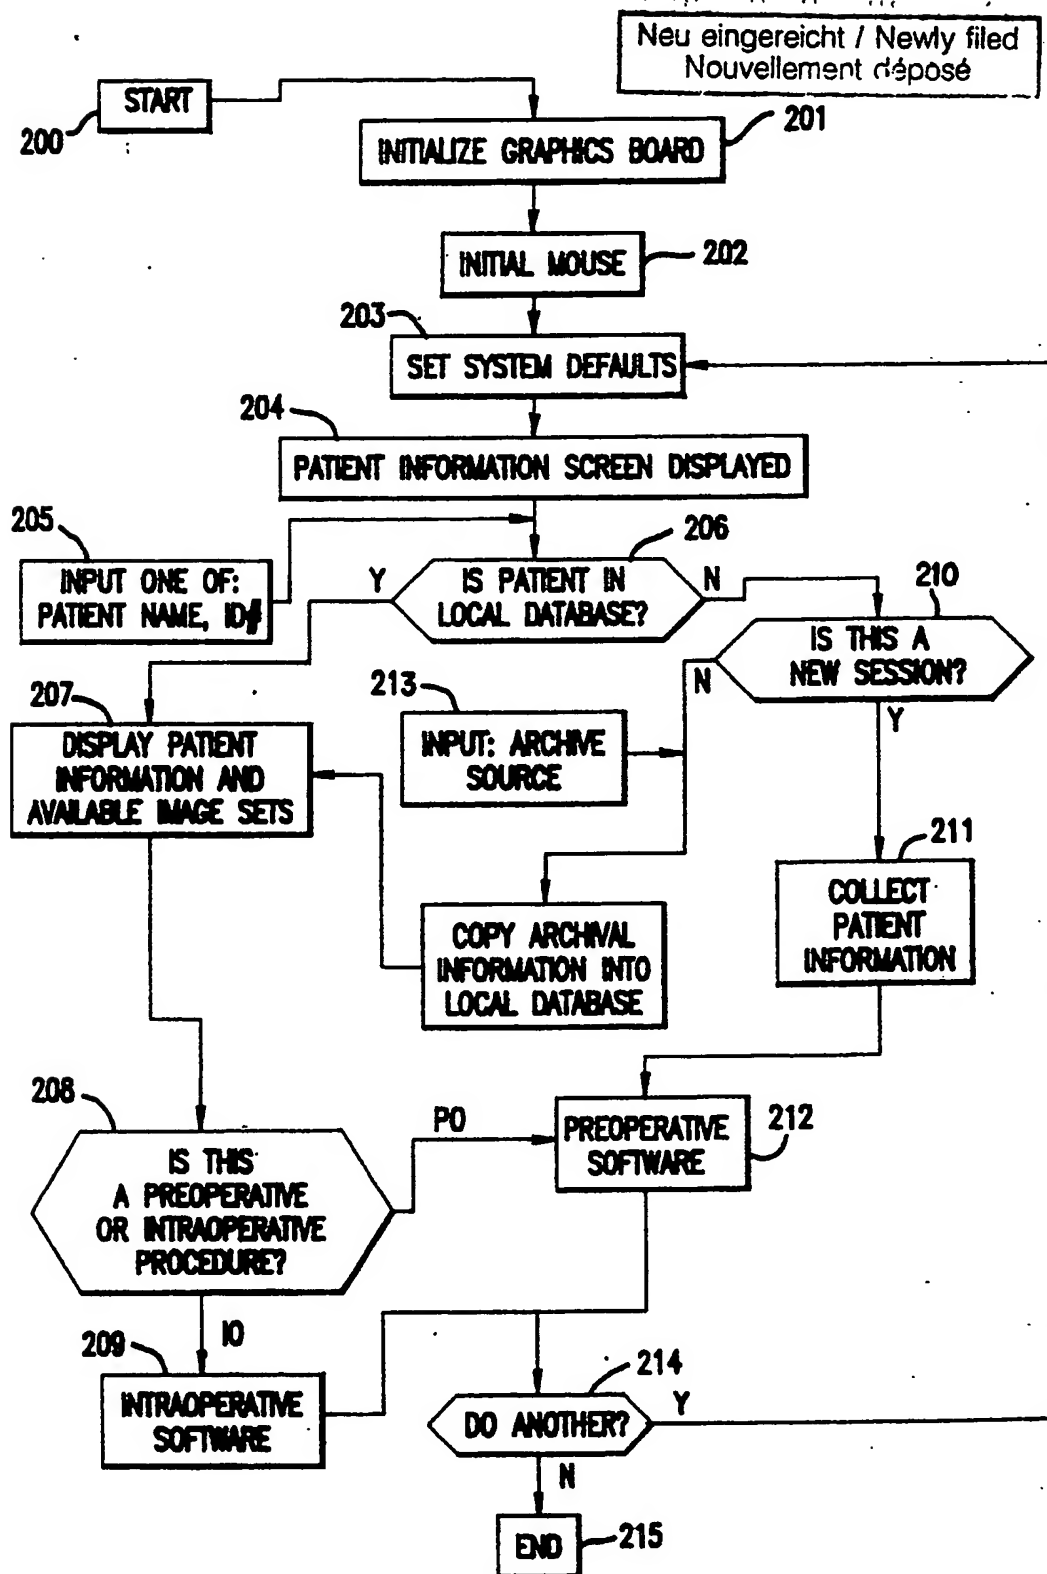 Neu eingereicht / Newly filed
Nouvellement déposé
START
200
INITIALIZE GRAPHICS BOARD
201
INITIAL MOUSE
202
203
SET SYSTEM DEFAULTS
204
PATIENT INFORMATION SCREEN DISPLAYED
205
INPUT ONE OF:
PATIENT NAME, ID#
206
Y
IS PATIENT IN
LOCAL DATABASE?
N
210
IS THIS A
NEW SESSION?
N
Y
207
DISPLAY PATIENT
INFORMATION AND
AVAILABLE IMAGE SETS
213
INPUT: ARCHIVE
SOURCE
211
COLLECT
PATIENT
INFORMATION
COPY ARCHIVAL
INFORMATION INTO
LOCAL DATABASE
208
IS THIS
A PREOPERATIVE
OR INTRAOPERATIVE
PROCEDURE?
PO
PREOPERATIVE
SOFTWARE
212
IO
209
INTRAOPERATIVE
SOFTWARE
214
DO ANOTHER?
Y
N
END
215